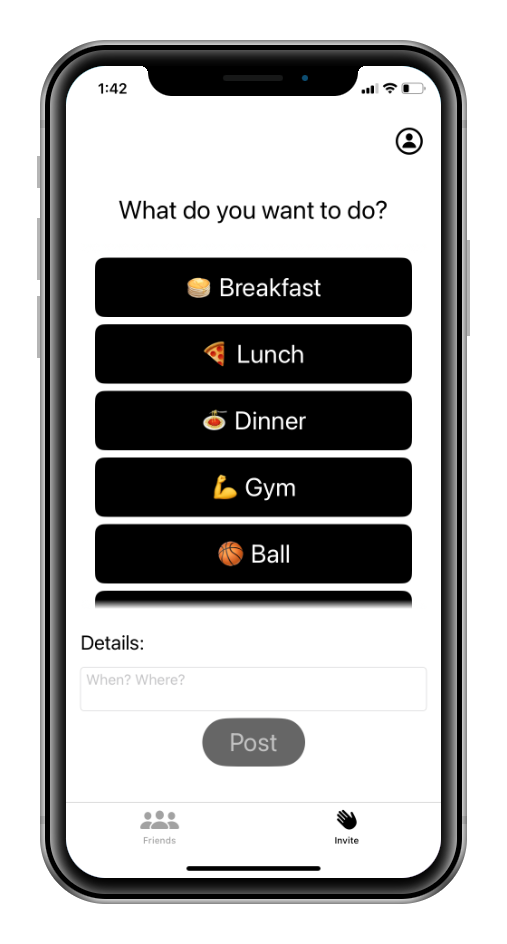 1:42
What do you want to do?
🥞 Breakfast
🍕 Lunch
🍝 Dinner
💪 Gym
🏀 Ball
Details:
When? Where?
Post
Friends
Invite